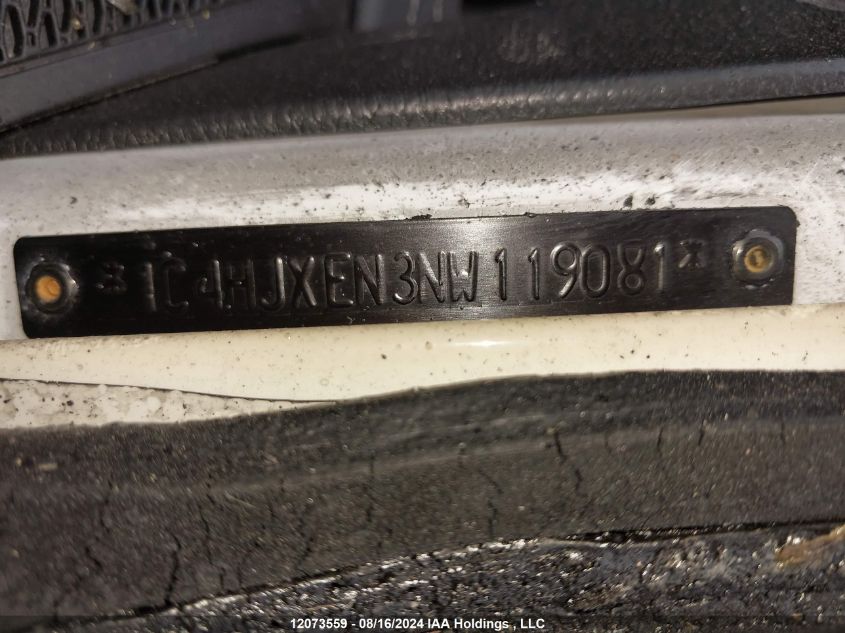 *1C4HJXEN3NW119081*
12073559 - 08/16/2024 IAA Holdings , LLC